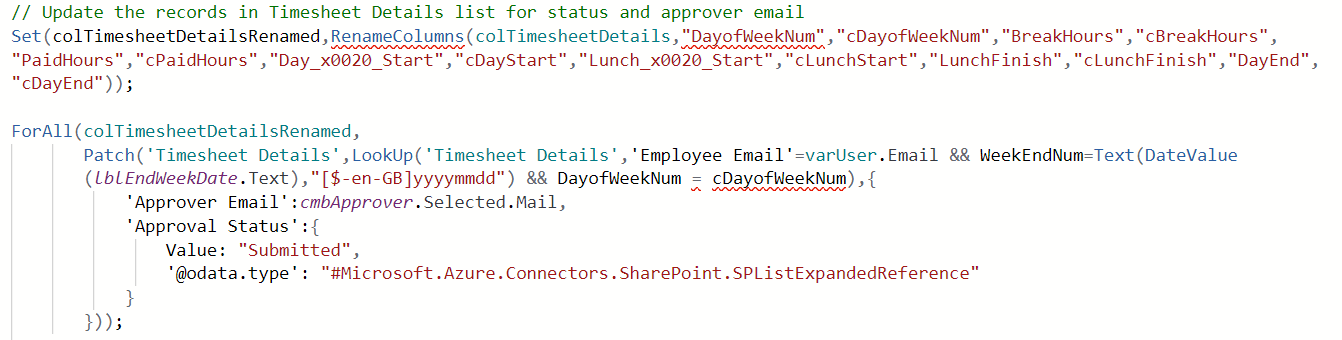 // Update the records in Timesheet Details list for status and approver email
Set(colTimesheetDetailsRenamed,RenameColumns(colTimesheetDetails,"DayofWeekNum","cDayofWeekNum","BreakHours","cBreakHours",
"PaidHours","cPaidHours","Day_x0020_Start","cDayStart","Lunch_x0020_Start","cLunchStart","LunchFinish","cLunchFinish","DayEnd",
"cDayEnd"));

ForAll(colTimesheetDetailsRenamed,
Patch('Timesheet Details',LookUp('Timesheet Details','Employee Email'=varUser.Email && WeekEndNum=Text(DateValue
(lblEndWeekDate.Text),"[$-en-GB]yyyymmdd") && DayofWeekNum = cDayofWeekNum),{
'Approver Email':cmbApprover.Selected.Mail,
'Approval Status':{
Value: "Submitted",
'@odata.type': "#Microsoft.Azure.Connectors.SharePoint.SPListExpandedReference"
}
}));